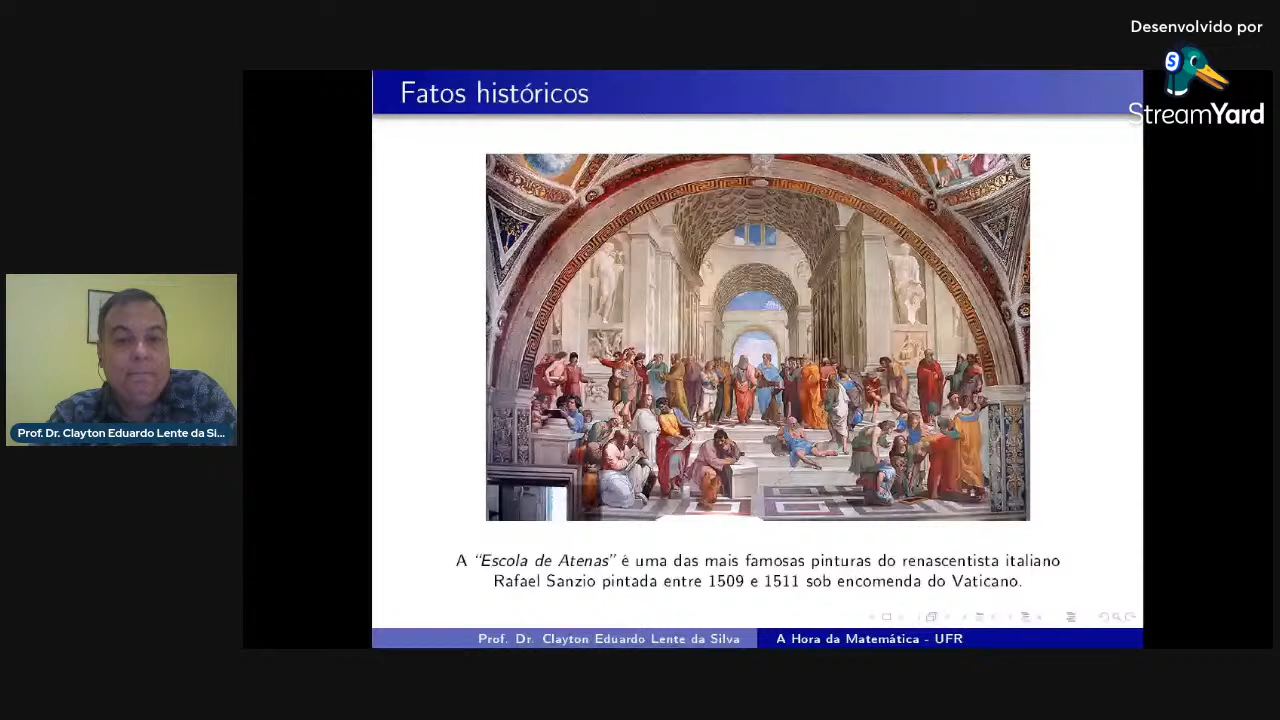 Desenvolvido por
StreamYard
Fatos históricos
A “Escola de Atenas” é uma das mais famosas pinturas do renascentista italiano
Rafael Sanzio pintada entre 1509 e 1511 sob encomenda do Vaticano.
Prof. Dr. Clayton Eduardo Lente da Si...
Prof. Dr. Clayton Eduardo Lente da Silva
A Hora da Matemática - UFR